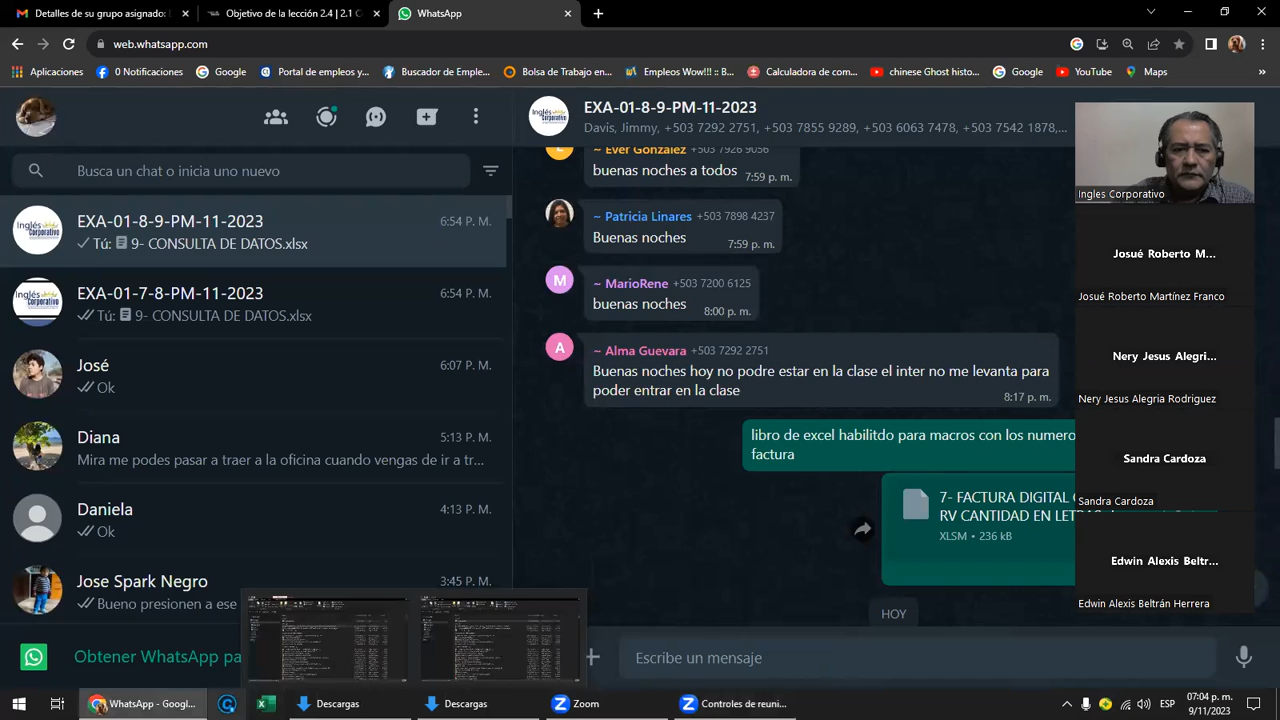 Detalles de su grupo asignado:
Objetivo de la lección 2.4 | 2.1 C
WhatsApp
web.whatsapp.com
Aplicaciones
0 Notificaciones
Google
Portal de empleos y...
Buscador de Emple...
Bolsa de Trabajo en...
Empleos Wow!!! :: B...
Calculadora de com...
chinese Ghost histo...
Google
YouTube
Maps
»
Busca un chat o inicia uno nuevo
EXA-01-8-9-PM-11-2023
6:54 P. M.
Tú: 9- CONSULTA DE DATOS.xlsx
EXA-01-7-8-PM-11-2023
6:54 P. M.
Tú: 9- CONSULTA DE DATOS.xlsx
José
6:07 P. M.
Ok
Diana
5:13 P. M.
Mira me podes pasar a traer a la oficina cuando vengas de ir a tr...
Daniela
4:13 P. M.
Ok
Jose Spark Negro
3:45 P. M.
Bueno presionen a ese
Obtener WhatsApp pa
EXA-01-8-9-PM-11-2023
Davis, Jimmy, +503 7292 2751, +503 7855 9289, +503 6063 7478, +503 7542 1878,...
~ Ever Gonzalez +503 7926 9056
buenas noches a todos
7:59 p. m.
~ Patricia Linares +503 7898 4237
Buenas noches
7:59 p. m.
M
~ MarioRene +503 7200 6125
buenas noches
8:00 p. m.
A
~ Alma Guevara +503 7292 2751
Buenas noches hoy no podre estar en la clase el inter no me levanta para
poder entrar en la clase
8:17 p. m.
libro de excel habilitdo para macros con los numero
factura
7- FACTURA DIGITAL
RV CANTIDAD EN LET
XLSM • 236 kB
HOY
Escribe un mensaje
Ingles Corporativo
Josué Roberto M...
Josué Roberto Martínez Franco
Nery Jesus Alegri...
Nery Jesus Alegria Rodriguez
Sandra Cardoza
Sandra Cardoza
Edwin Alexis Beltr...
Edwin Alexis Beltrán Herrera
WhatsApp - Googl...
Descargas
Descargas
Zoom
Controles de reuni...
ESP
07:04 p. m.
9/11/2023